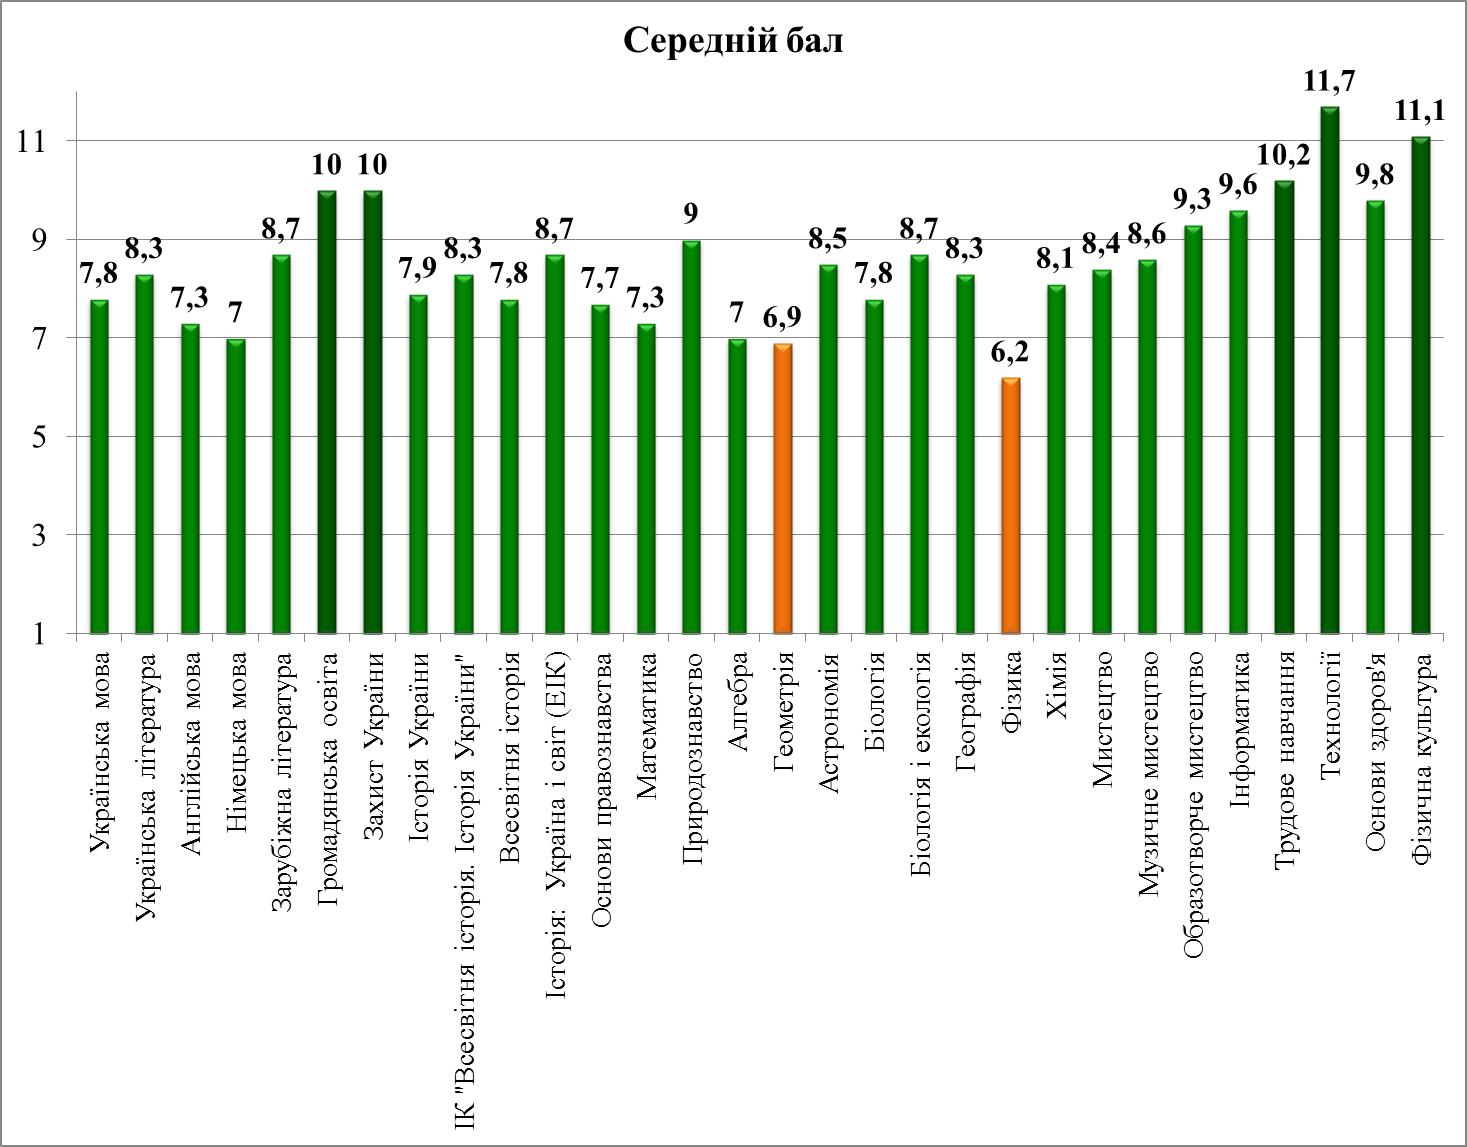 Середній бал
11
9
7
5
3
1
7,8
8,3
7,3
7
8,7
10
10
7,9
8,3
7,8
8,7
7,7
7,3
9
7
6,9
8,5
7,8
8,7
8,3
6,2
8,1
8,4
8,6
9,3
9,6
10,2
11,7
9,8
11,1
Українська мова
Українська література
Англійська мова
Німецька мова
Зарубіжна література
Громадянська освіта
Захист України
Історія України
ІК "Всесвітня історія. Історія України"
Всесвітня історія
Історія: Україна і світ (ЕІК)
Основи правознавства
Математика
Природознавство
Алгебра
Геометрія
Астрономія
Біологія
Біологія і екологія
Географія
Фізика
Хімія
Мистецтво
Музичне мистецтво
Образотворче мистецтво
Інформатика
Трудове навчання
Технології
Основи здоров'я
Фізична культура